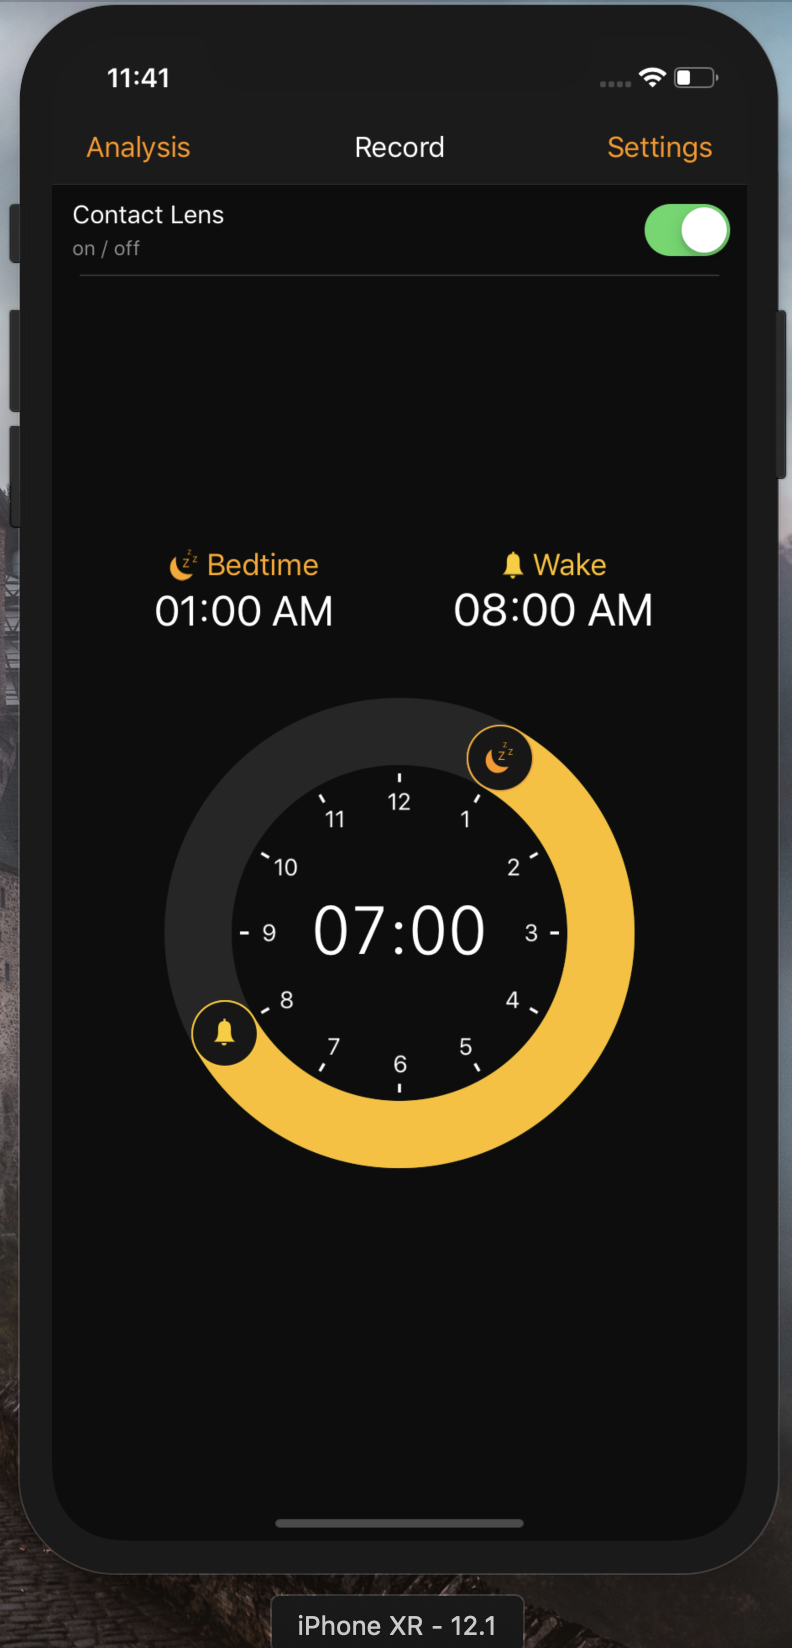 11:41
Analysis Record Settings
Contact Lens
on / off
Bedtime Wake
01:00 AM 08:00 AM
12
11 1
10 2
9 07:00 3
8 4
7 5
6
iPhone XR - 12.1